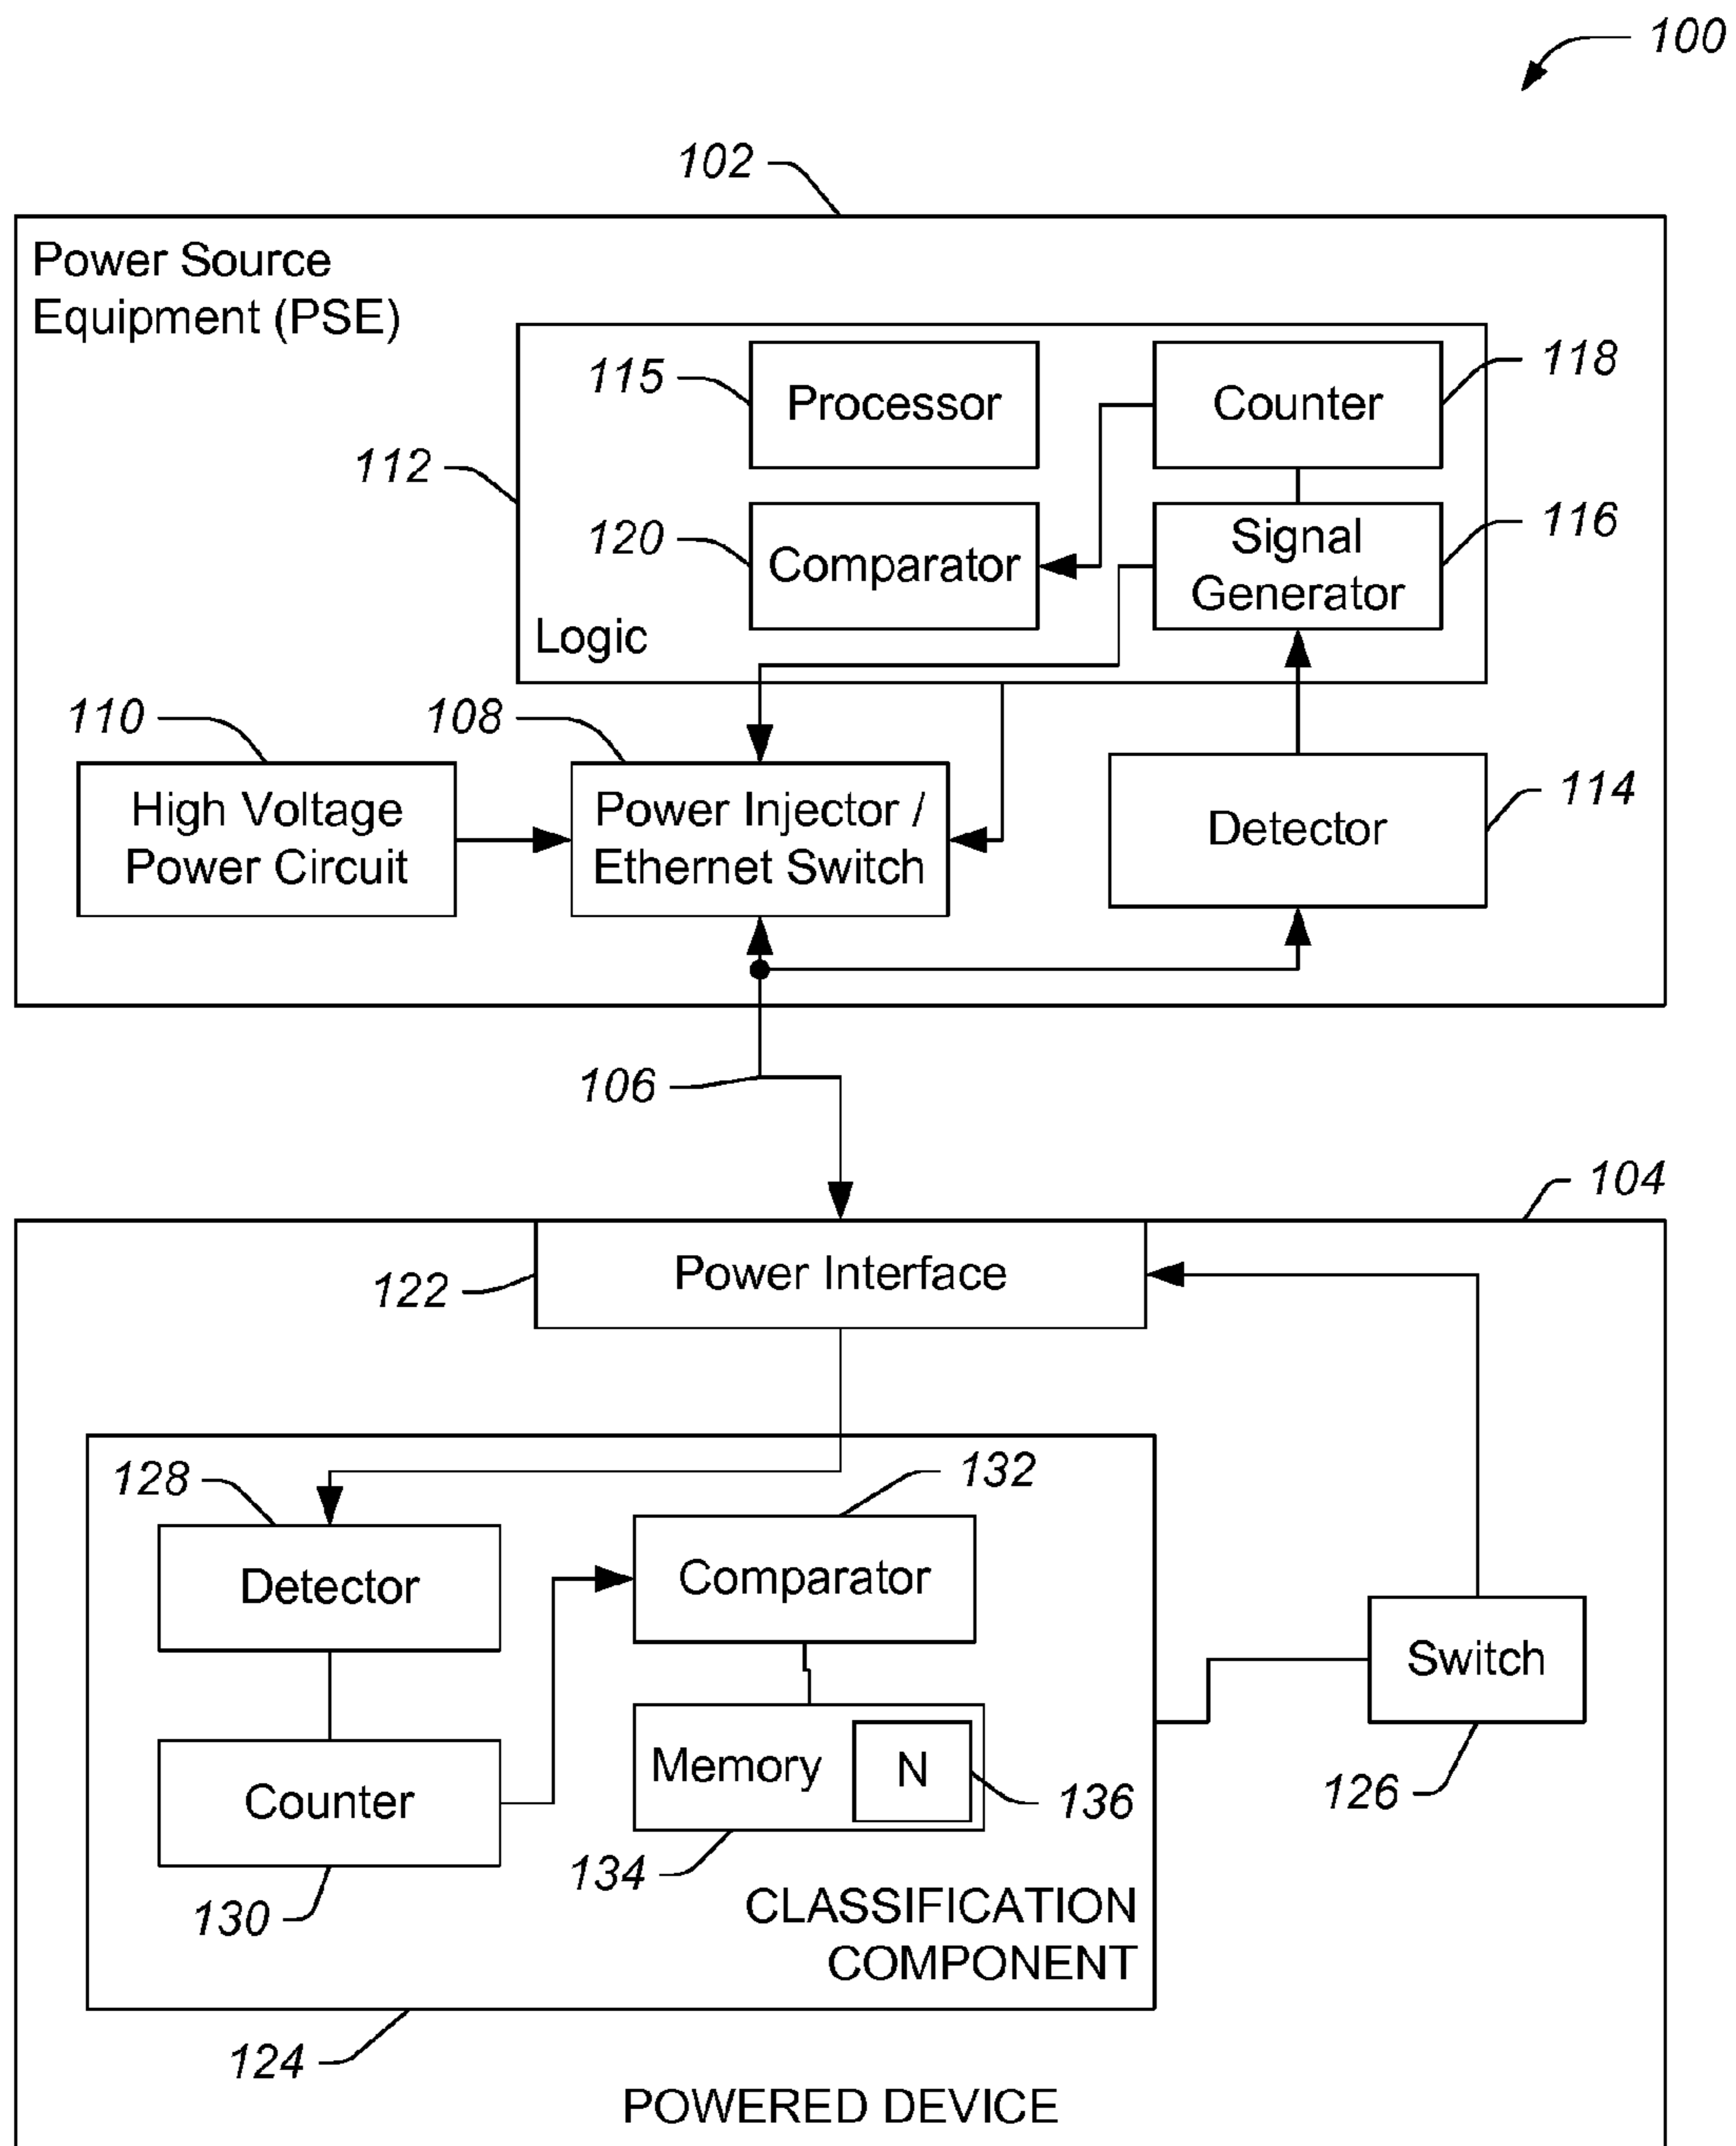 100
102
Power Source
Equipment (PSE)
115
Processor
Counter
118
112
120
Comparator
Signal
Generator
116
Logic
110
108
High Voltage
Power Circuit
Power Injector /
Ethernet Switch
Detector
114
106
104
122
Power Interface
128
132
Detector
Comparator
Switch
Memory
N
136
126
Counter
134
130
CLASSIFICATION
COMPONENT
124
POWERED DEVICE